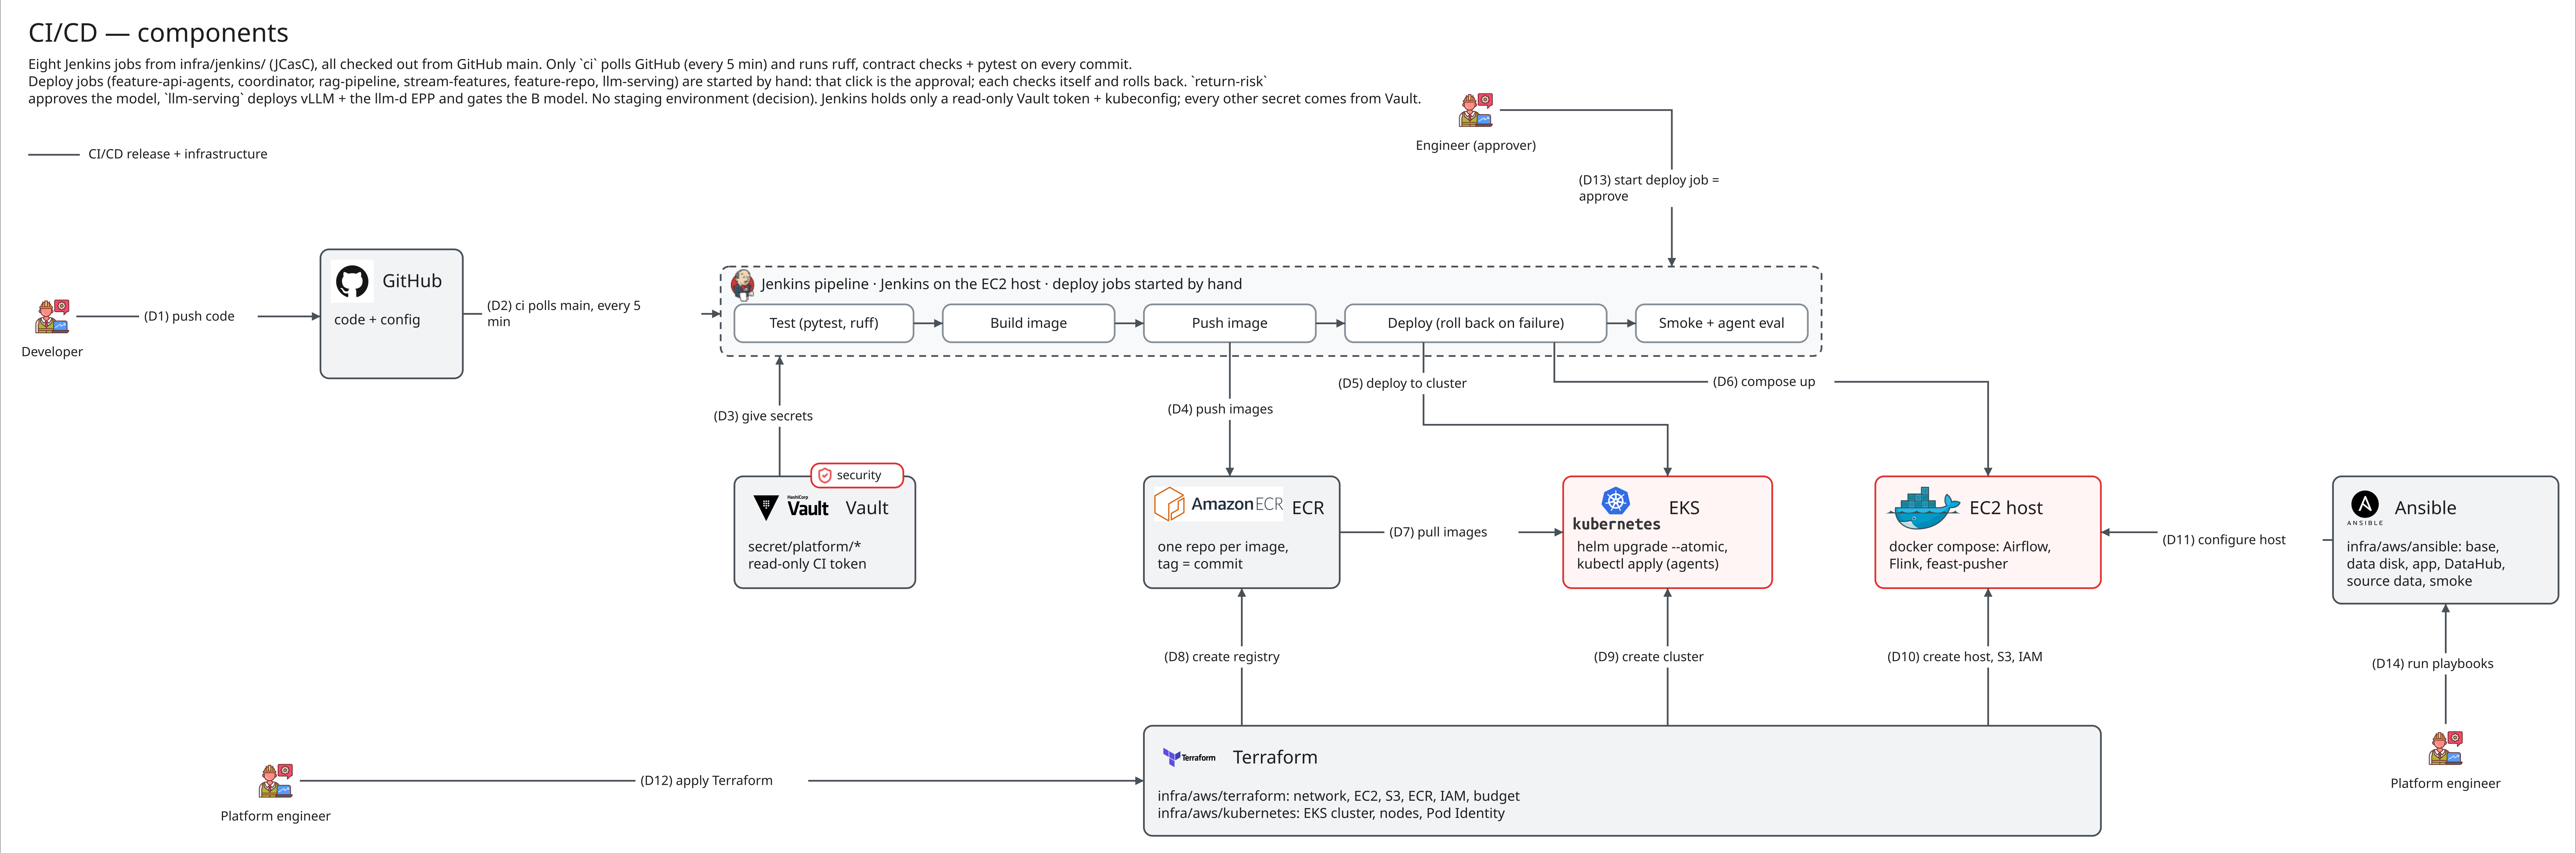 CI/CD — components
Eight Jenkins jobs from infra/jenkins/ (JCasC), all checked out from GitHub main. Only `ci` polls GitHub (every 5 min) and runs ruff, contract checks + pytest on every commit.
Deploy jobs (feature-api-agents, coordinator, rag-pipeline, stream-features, feature-repo, llm-serving) are started by hand: that click is the approval; each checks itself and rolls back. `return-risk`
approves the model, `llm-serving` deploys vLLM + the llm-d EPP and gates the B model. No staging environment (decision). Jenkins holds only a read-only Vault token + kubeconfig; every other secret comes from Vault.
CI/CD release + infrastructure
Engineer (approver)
(D13) start deploy job =
approve
Developer
(D1) push code
GitHub
code + config
(D2) ci polls main, every 5
min
Jenkins pipeline · Jenkins on the EC2 host · deploy jobs started by hand
Test (pytest, ruff)
Build image
Push image
Deploy (roll back on failure)
Smoke + agent eval
(D3) give secrets
(D4) push images
(D5) deploy to cluster
(D6) compose up
security
HashiCorp
Vault
Vault
secret/platform/*
read-only CI token
Amazon ECR
ECR
one repo per image,
tag = commit
(D7) pull images
kubernetes
EKS
helm upgrade --atomic,
kubectl apply (agents)
EC2 host
docker compose: Airflow,
Flink, feast-pusher
(D11) configure host
ANSIBLE
Ansible
infra/aws/ansible: base,
data disk, app, DataHub,
source data, smoke
(D8) create registry
(D9) create cluster
(D10) create host, S3, IAM
(D14) run playbooks
Platform engineer
(D12) apply Terraform
Terraform
Terraform
infra/aws/terraform: network, EC2, S3, ECR, IAM, budget
infra/aws/kubernetes: EKS cluster, nodes, Pod Identity
Platform engineer